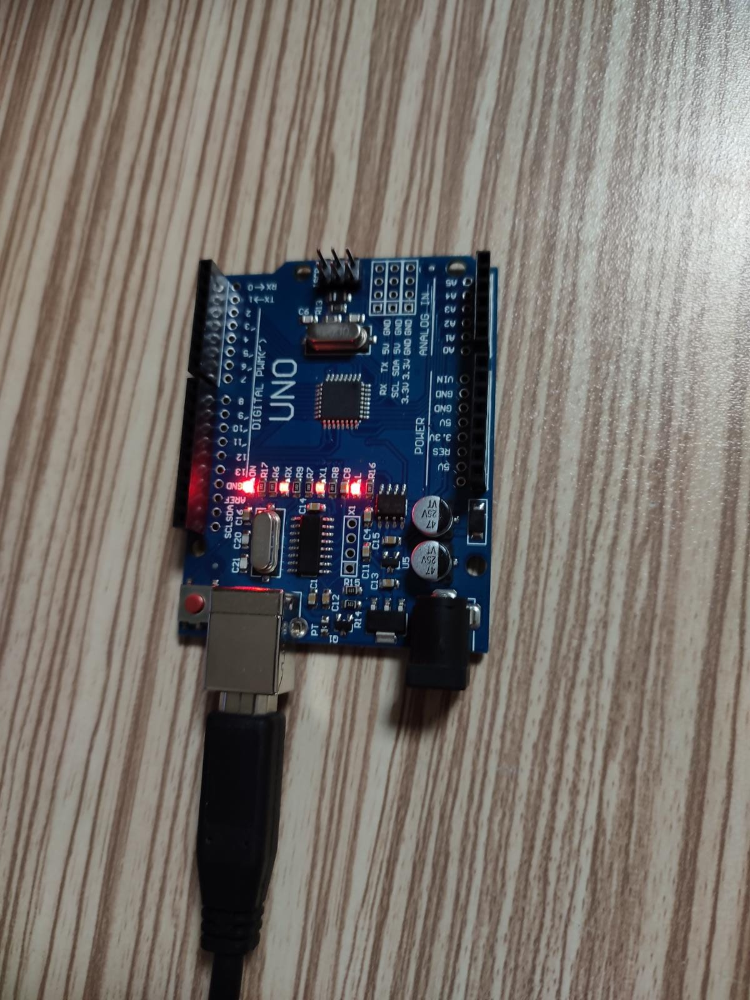 RX←0
TX→1
2
~3
4
~5
~6
7
8
~9
~10
~11
12
13
GND
AREF
SCL
SDA
DIGITAL PWM(~)
UNO
R13
C6
RX TX 5V GND
SCL SDA 5V GND
3.3V 3.3V GND GND
ANALOG IN
A5
A4
A3
A2
A1
A0
POWER
VIN
GND
GND
5V
3.3V
RES
5V
ON
R17
R6
RX
R9
R7
R8
C8
L
R16
C16
C20
C21
C14
X1
C4
C15
C11
C13
U5
C1
R15
C12
R14
PT
Q1
47
25V
VT
47
25V
VT